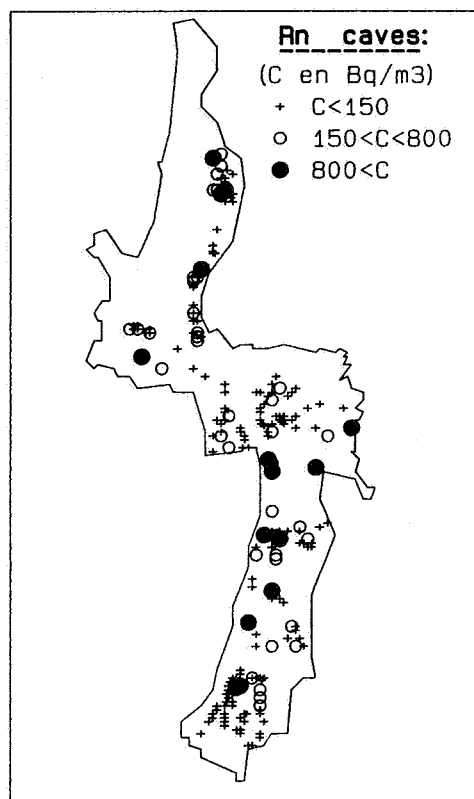 Rn caves:
(C en Bq/m3)
+ C<150
○ 150<C<800
● 800<C